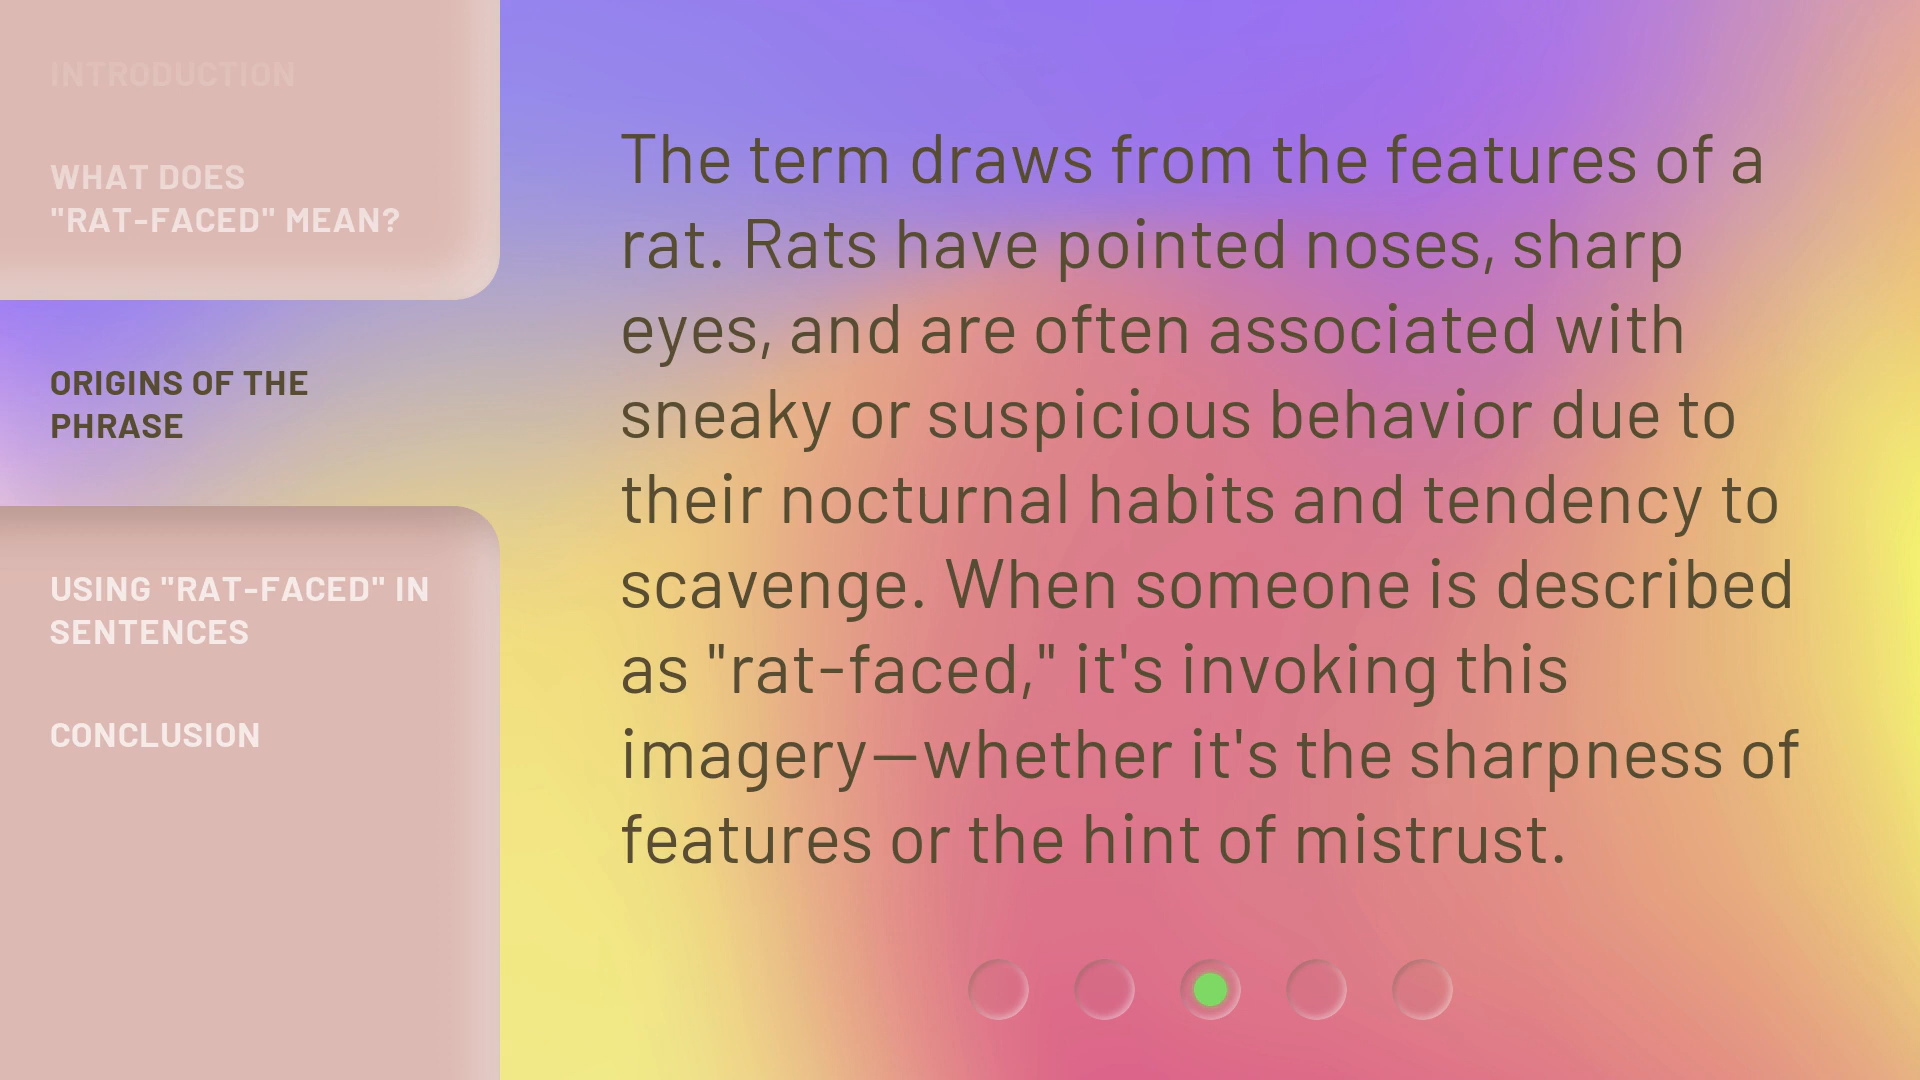 INTRODUCTION
WHAT DOES
"RAT-FACED" MEAN?
ORIGINS OF THE
PHRASE
USING "RAT-FACED" IN
SENTENCES
CONCLUSION
The term draws from the features of a
rat. Rats have pointed noses, sharp
eyes, and are often associated with
sneaky or suspicious behavior due to
their nocturnal habits and tendency to
scavenge. When someone is described
as "rat-faced," it's invoking this
imagery—whether it's the sharpness of
features or the hint of mistrust.